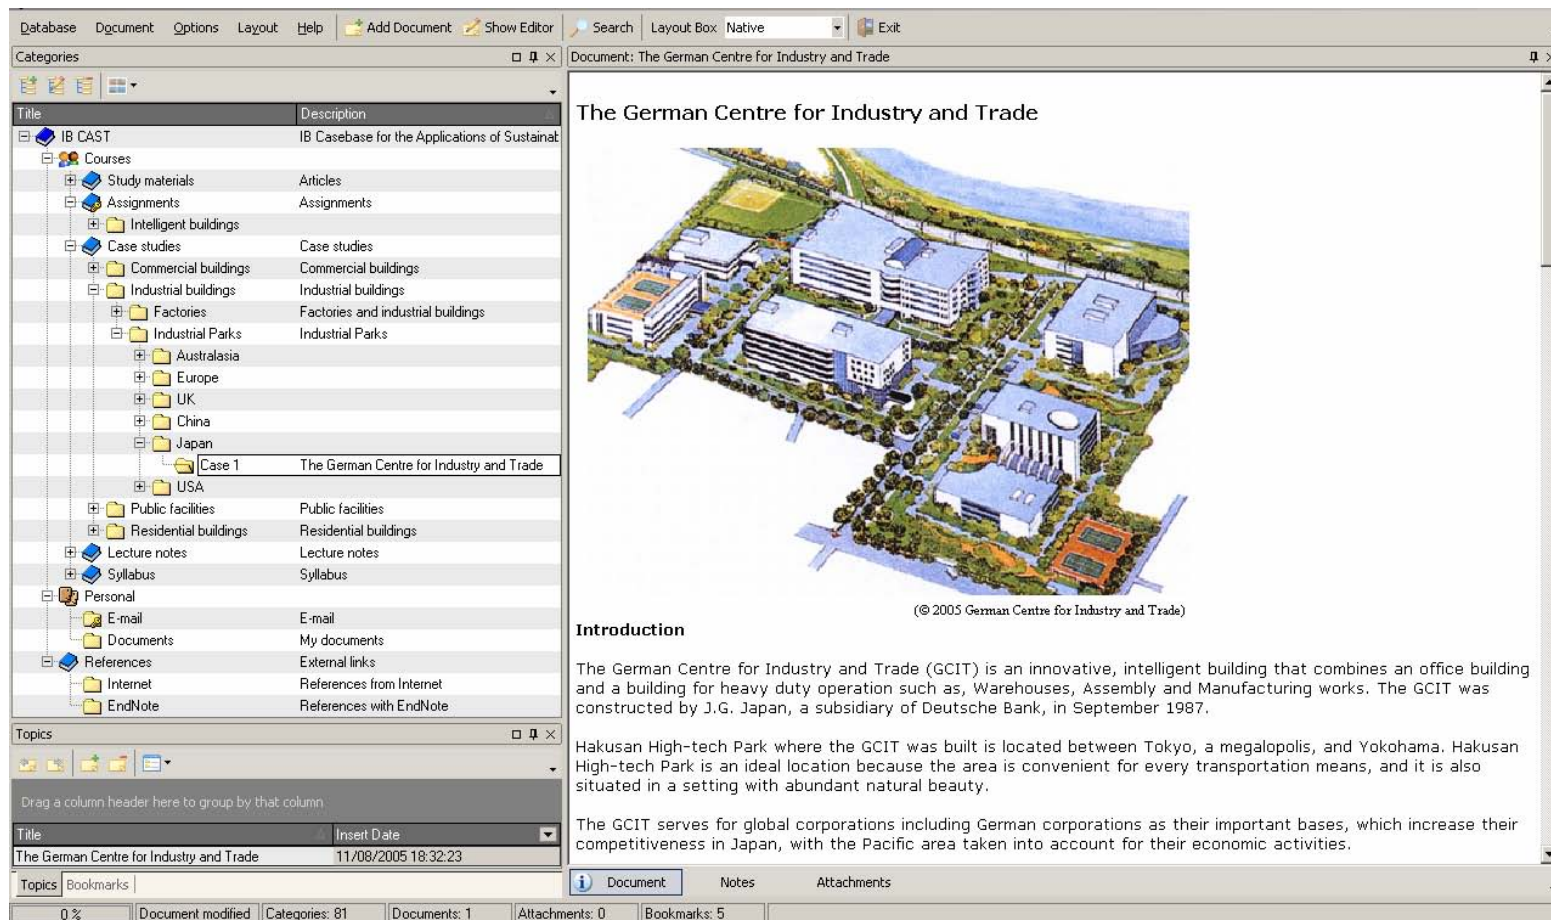 Database Document Options Layout Help Add Document Show Editor Search Layout Box Native Exit
Categories
Title Description
IB CAST IB Casebase for the Applications of Sustainat
Courses
Study materials Articles
Assignments Assignments
Intelligent buildings
Case studies Case studies
Commercial buildings Commercial buildings
Industrial buildings Industrial buildings
Factories Factories and industrial buildings
Industrial Parks Industrial Parks
Australasia
Europe
UK
China
Japan
Case 1 The German Centre for Industry and Trade
USA
Public facilities Public facilities
Residential buildings Residential buildings
Lecture notes Lecture notes
Syllabus Syllabus
Personal
E-mail E-mail
Documents My documents
References External links
Internet References from Internet
EndNote References with EndNote
Topics
Drag a column header here to group by that column
Title Insert Date
The German Centre for Industry and Trade 11/08/2005 18:32:23
Topics Bookmarks
Document: The German Centre for Industry and Trade
The German Centre for Industry and Trade
(© 2005 German Centre for Industry and Trade)
Introduction
The German Centre for Industry and Trade (GCIT) is an innovative, intelligent building that combines an office building
and a building for heavy duty operation such as, Warehouses, Assembly and Manufacturing works. The GCIT was
constructed by J.G. Japan, a subsidiary of Deutsche Bank, in September 1987.
Hakusan High-tech Park where the GCIT was built is located between Tokyo, a megalopolis, and Yokohama. Hakusan
High-tech Park is an ideal location because the area is convenient for every transportation means, and it is also
situated in a setting with abundant natural beauty.
The GCIT serves for global corporations including German corporations as their important bases, which increase their
competitiveness in Japan, with the Pacific area taken into account for their economic activities.
Document Notes Attachments
0 % Document modified Categories: 81 Documents: 1 Attachments: 0 Bookmarks: 5